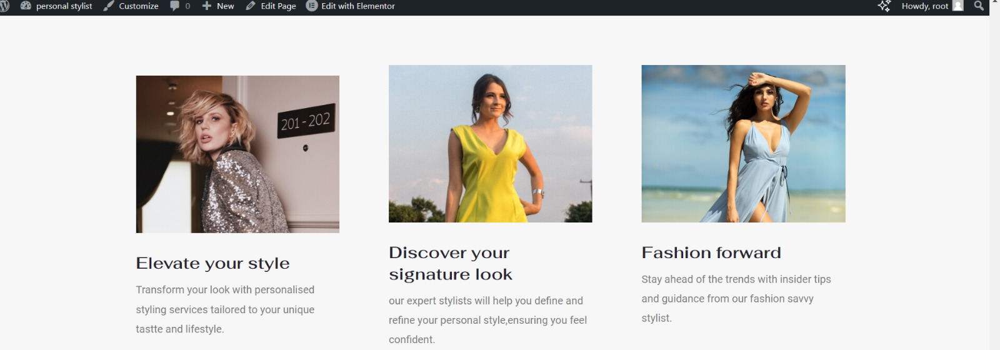 personal stylist Customize 0 New Edit Page Edit with Elementor Howdy, root
201-202
Elevate your style
Transform your look with personalised
styling services tailored to your unique
tastte and lifestyle.
Discover your
signature look
our expert stylists will help you define and
refine your personal style,ensuring you feel
confident.
Fashion forward
Stay ahead of the trends with insider tips
and guidance from our fashion savvy
stylist.